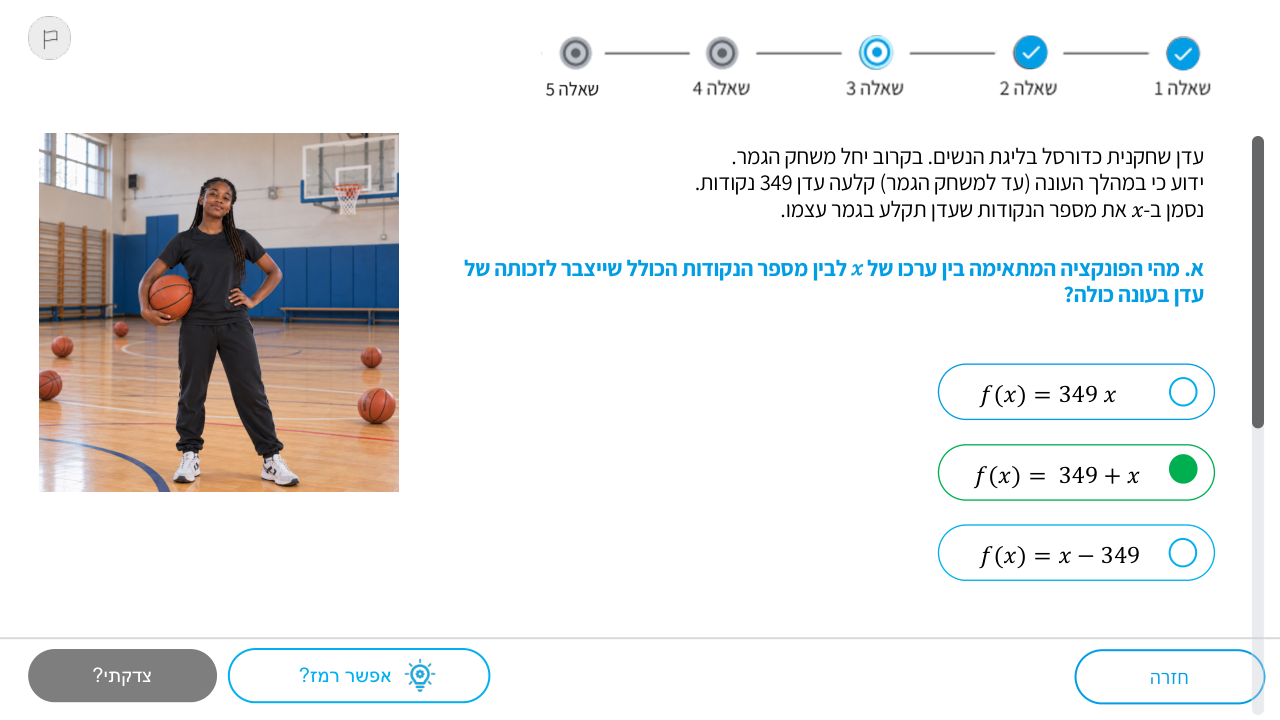 שאלה 1
שאלה 2
שאלה 3
שאלה 4
שאלה 5
עדן שחקנית כדורסל בליגת הנשים. בקרוב יחל משחק הגמר.
ידוע כי במהלך העונה (עד למשחק הגמר) קלעה עדן 349 נקודות.
נסמן ב-x את מספר הנקודות שעדן תקלע בגמר עצמו.
א. מהי הפונקציה המתאימה בין ערכו של x לבין מספר הנקודות הכולל שייצבר לזכותה של
עדן בעונה כולה?
f(x) = 349 x
f(x) = 349 + x
f(x) = x − 349
חזרה
אפשר רמז?
צדקתי?